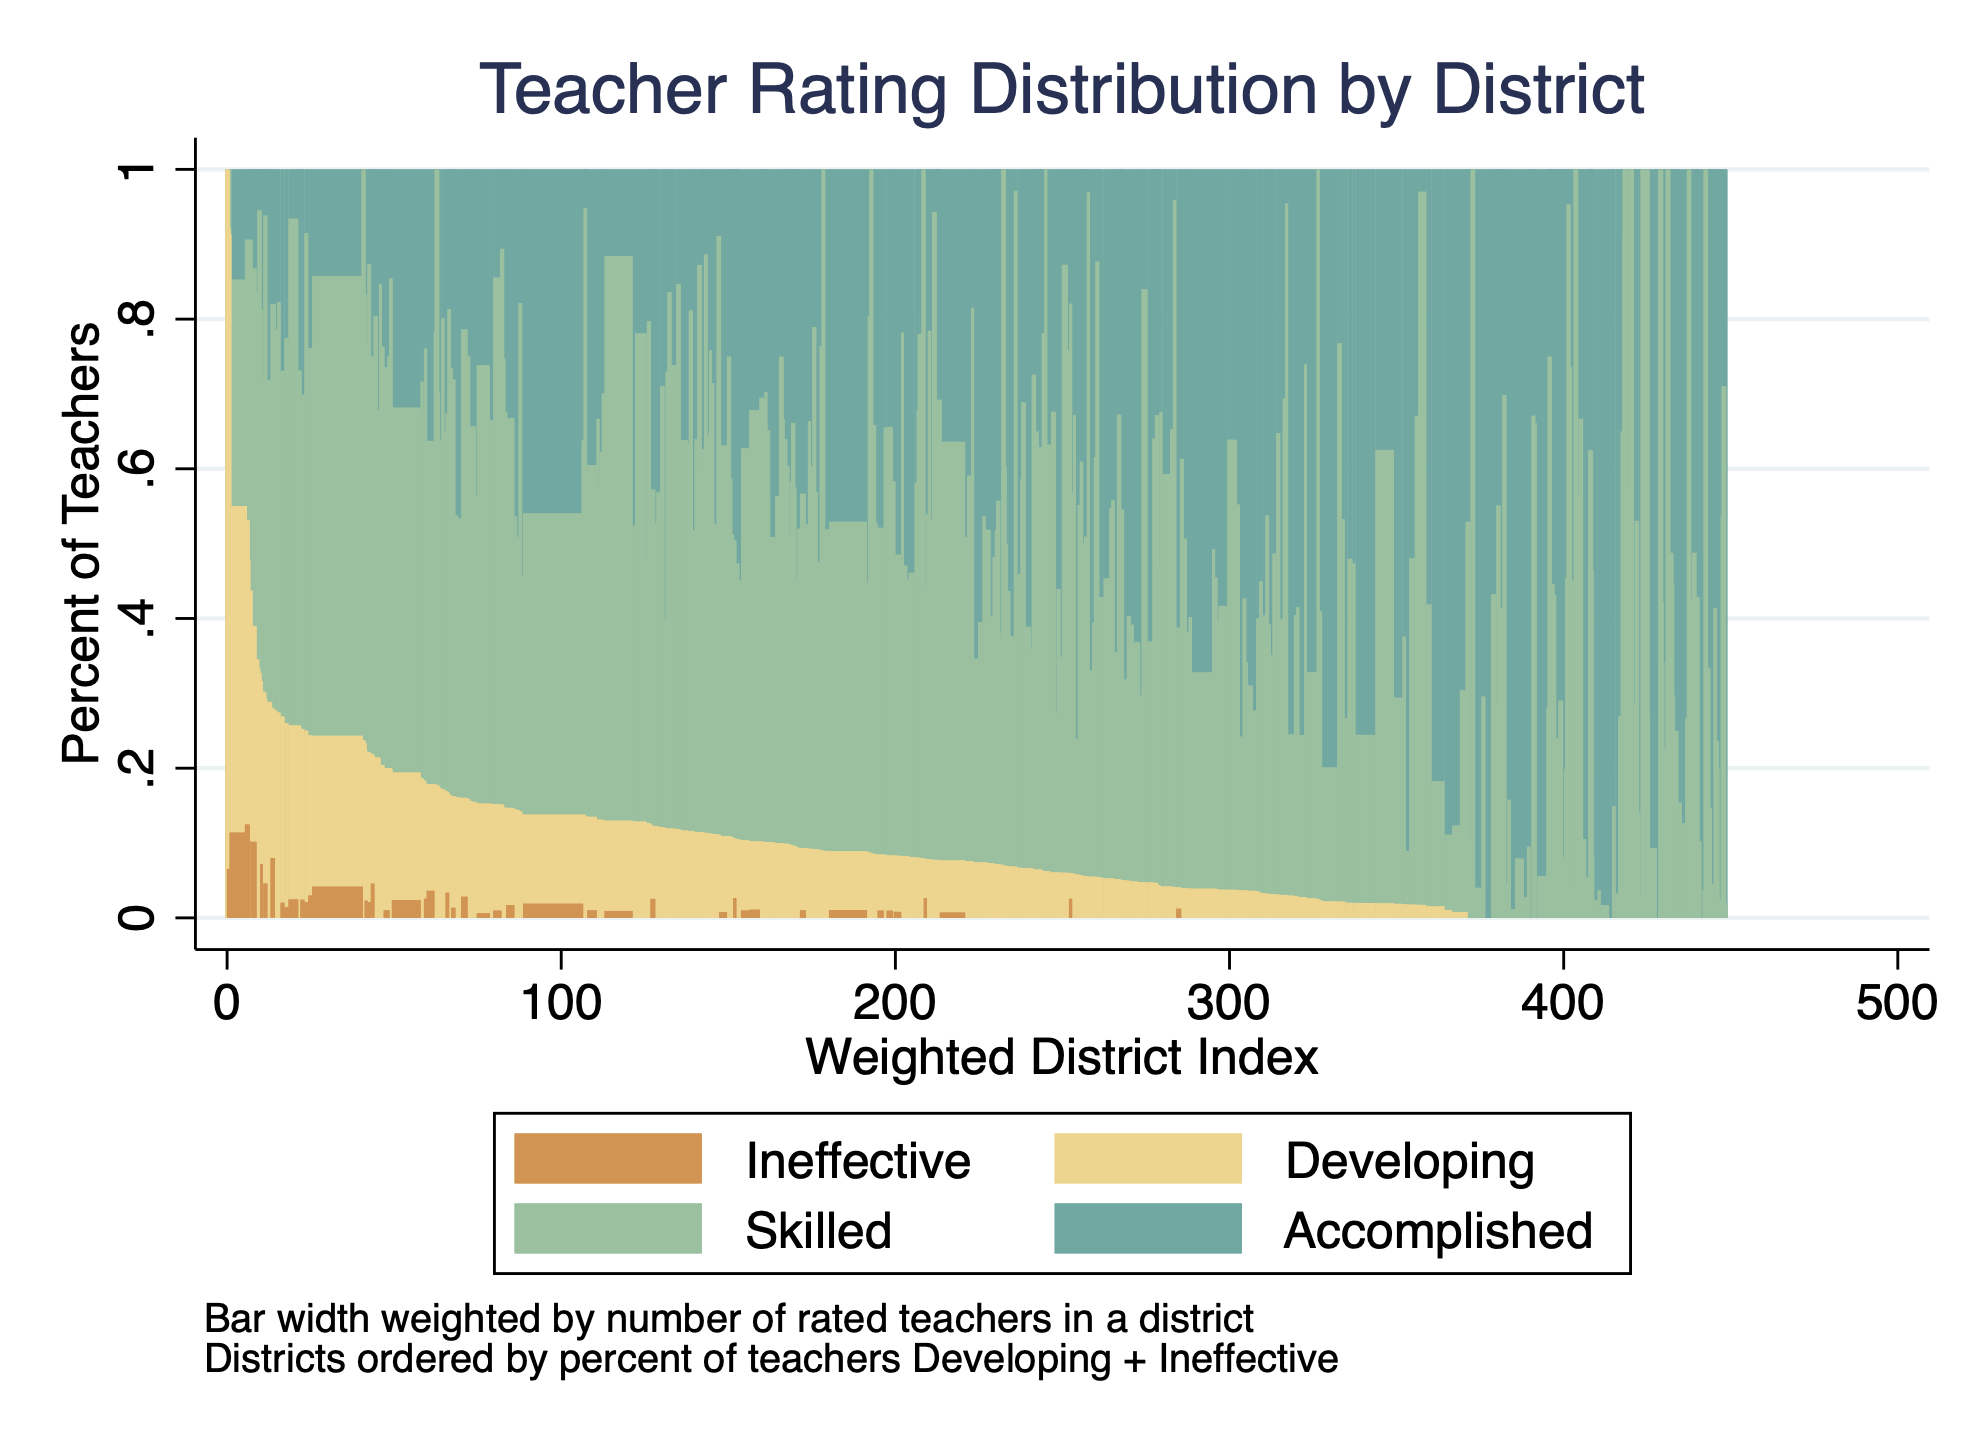 Teacher Rating Distribution by District
Percent of Teachers
1
.8
.6
.4
.2
0
0 100 200 300 400 500
Weighted District Index
Ineffective Developing
Skilled Accomplished
Bar width weighted by number of rated teachers in a district
Districts ordered by percent of teachers Developing + Ineffective